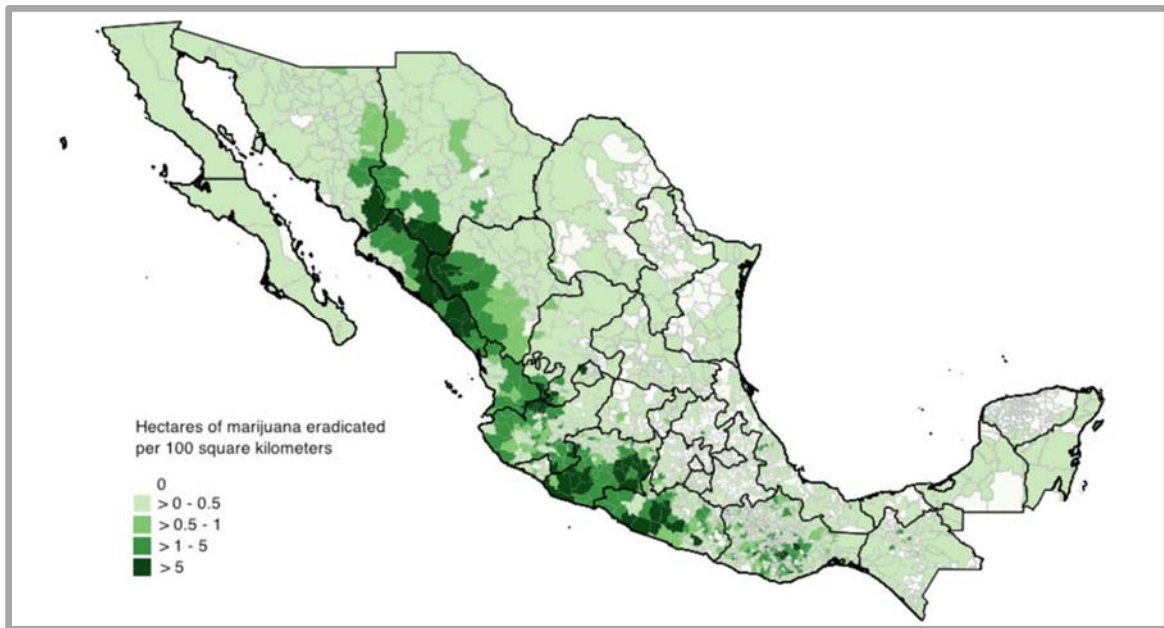 Hectares of marijuana eradicated
per 100 square kilometers
0
> 0 - 0.5
> 0.5 - 1
> 1 - 5
> 5